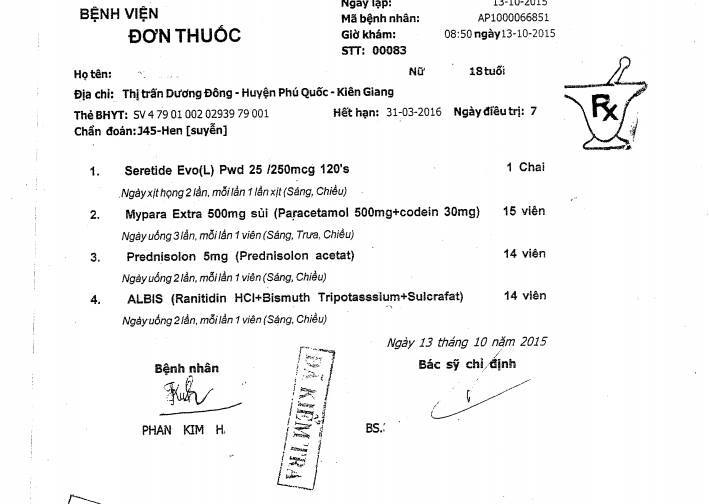 BỆNH VIỆN
ĐƠN THUỐC
Ngày lập: 13-10-2015
Mã bệnh nhân: AP1000066851
Giờ khám: 08:50 ngày13-10-2015
STT: 00083
Họ tên: Nữ 18tuổi
Địa chỉ: Thị trấn Dương Đông - Huyện Phú Quốc - Kiên Giang
Thẻ BHYT: SV 4 79 01 002 02939 79 001 Hết hạn: 31-03-2016 Ngày điều trị: 7
Chẩn đoán:J45-Hen [suyễn]
Rx
1. Seretide Evo(L) Pwd 25 /250mcg 120's 1 Chai
Ngày xịt họng 2 lần, mỗi lần 1 lần xịt (Sáng, Chiều)
2. Mypara Extra 500mg sủi (Paracetamol 500mg+codein 30mg) 15 viên
Ngày uống 3 lần, mỗi lần 1 viên (Sáng, Trưa, Chiều)
3. Prednisolon 5mg (Prednisolon acetat) 14 viên
Ngày uống 2 lần, mỗi lần 1 viên (Sáng, Chiều)
4. ALBIS (Ranitidin HCl+Bismuth Tripotasssium+Sulcrafat) 14 viên
Ngày uống 2 lần, mỗi lần 1 viên (Sáng, Chiều)
Ngày 13 tháng 10 năm 2015
Bệnh nhân
Bác sỹ chỉ định
ĐÃ KIỂM TRA
PHAN KIM H
BS.: